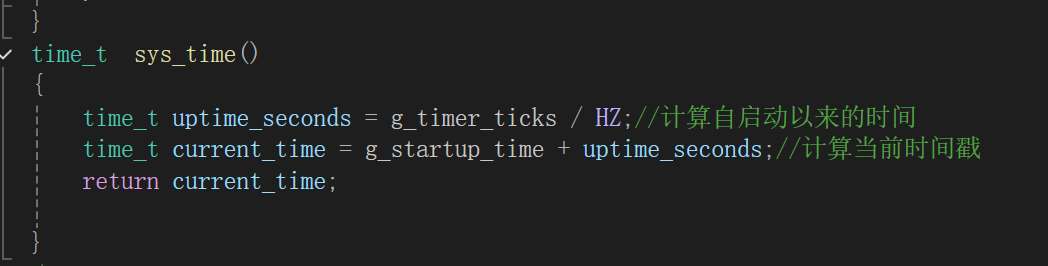 }
time_t  sys_time()
{
    time_t uptime_seconds = g_timer_ticks / HZ;//计算自启动以来的时间
    time_t current_time = g_startup_time + uptime_seconds;//计算当前时间戳
    return current_time;
}